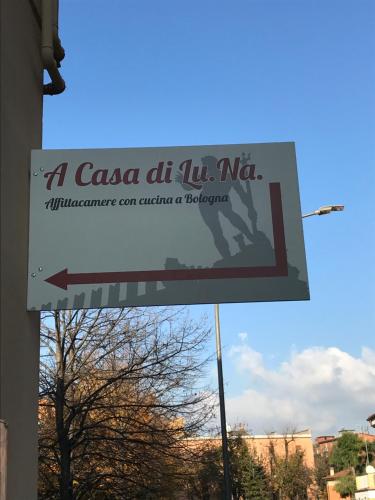 A Casa di Lu.Na.
Affittacamere con cucina a Bologna